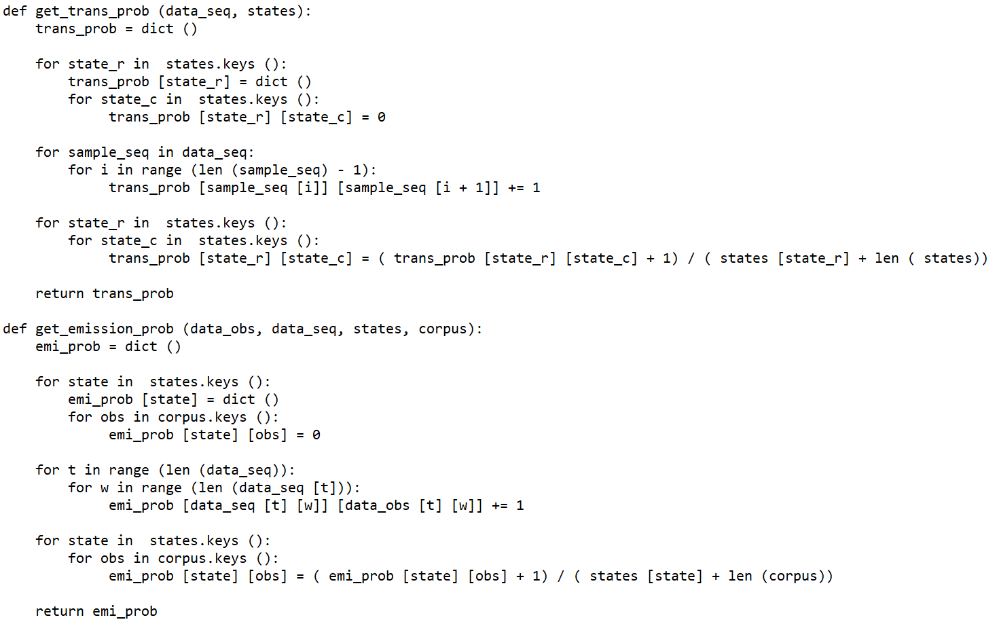 def get_trans_prob (data_seq, states):
    trans_prob = dict ()

    for state_r in  states.keys ():
        trans_prob [state_r] = dict ()
        for state_c in  states.keys ():
             trans_prob [state_r] [state_c] = 0

    for sample_seq in data_seq:
        for i in range (len (sample_seq) - 1):
             trans_prob [sample_seq [i]] [sample_seq [i + 1]] += 1

    for state_r in  states.keys ():
        for state_c in  states.keys ():
             trans_prob [state_r] [state_c] = ( trans_prob [state_r] [state_c] + 1) / ( states [state_r] + len ( states))

    return trans_prob

def get_emission_prob (data_obs, data_seq, states, corpus):
    emi_prob = dict ()

    for state in  states.keys ():
        emi_prob [state] = dict ()
        for obs in corpus.keys ():
             emi_prob [state] [obs] = 0

    for t in range (len (data_seq)):
        for w in range (len (data_seq [t])):
             emi_prob [data_seq [t] [w]] [data_obs [t] [w]] += 1

    for state in  states.keys ():
        for obs in corpus.keys ():
             emi_prob [state] [obs] = ( emi_prob [state] [obs] + 1) / ( states [state] + len (corpus))

    return emi_prob